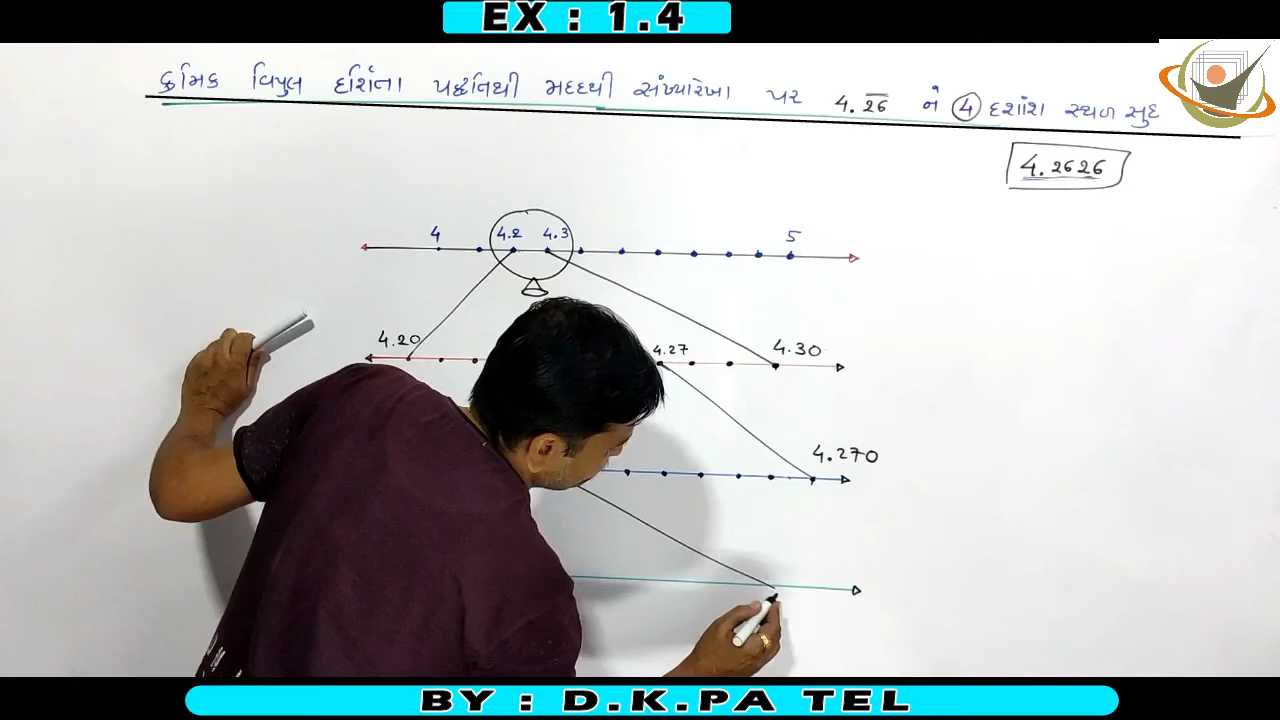 EX : 1.4
ક્રમિક વિપુલ દર્શિતા પદ્ધતિથી મદદથી સંખ્યારેખા પર 4.2̅6̅ ને 4 દશાંશ સ્થળ સુધ
4.2626
4 4.2 4.3 5
4.20 4.27 4.30
4.270
BY : D.K.PA TEL